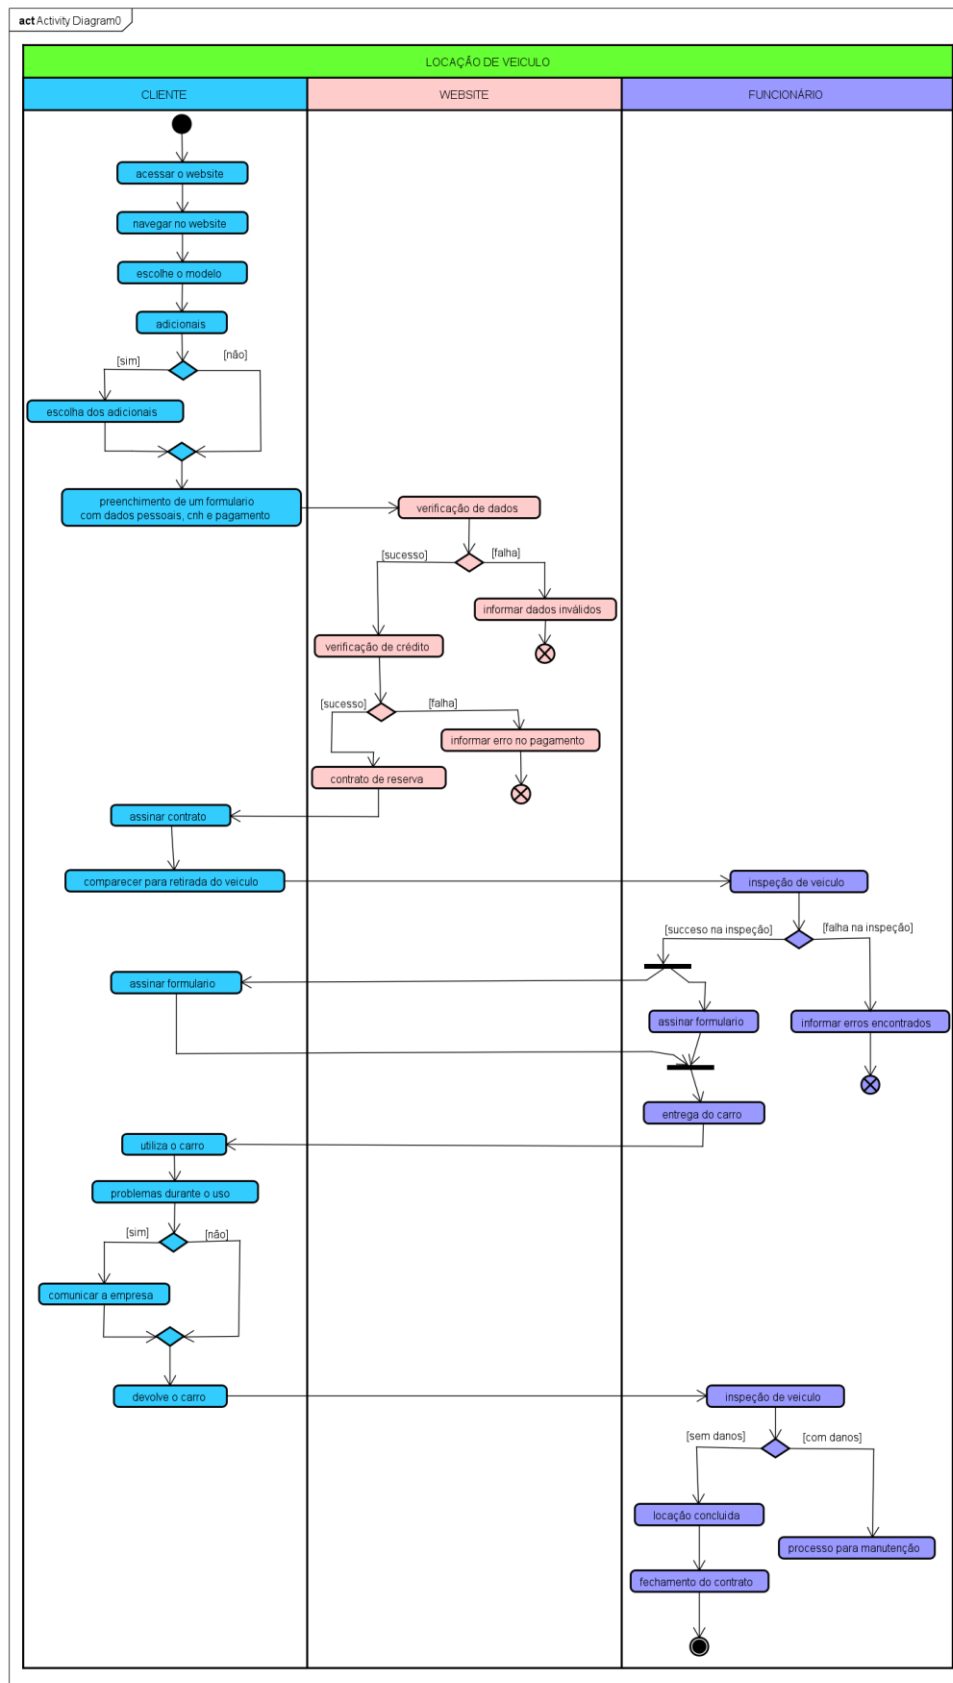 act Activity Diagram0
LOCAÇÃO DE VEICULO
CLIENTE
WEBSITE
FUNCIONÁRIO
acessar o website
navegar no website
escolhe o modelo
adicionais
[sim]
[não]
escolha dos adicionais
preenchimento de um formulario
com dados pessoais, cnh e pagamento
verificação de dados
[sucesso]
[falha]
informar dados inválidos
verificação de crédito
[sucesso]
[falha]
informar erro no pagamento
contrato de reserva
assinar contrato
comparecer para retirada do veiculo
inspeção de veiculo
[succeso na inspeção]
[falha na inspeção]
assinar formulario
assinar formulario
informar erros encontrados
entrega do carro
utiliza o carro
problemas durante o uso
[sim]
[não]
comunicar a empresa
devolve o carro
inspeção de veiculo
[sem danos]
[com danos]
locação concluida
processo para manutenção
fechamento do contrato